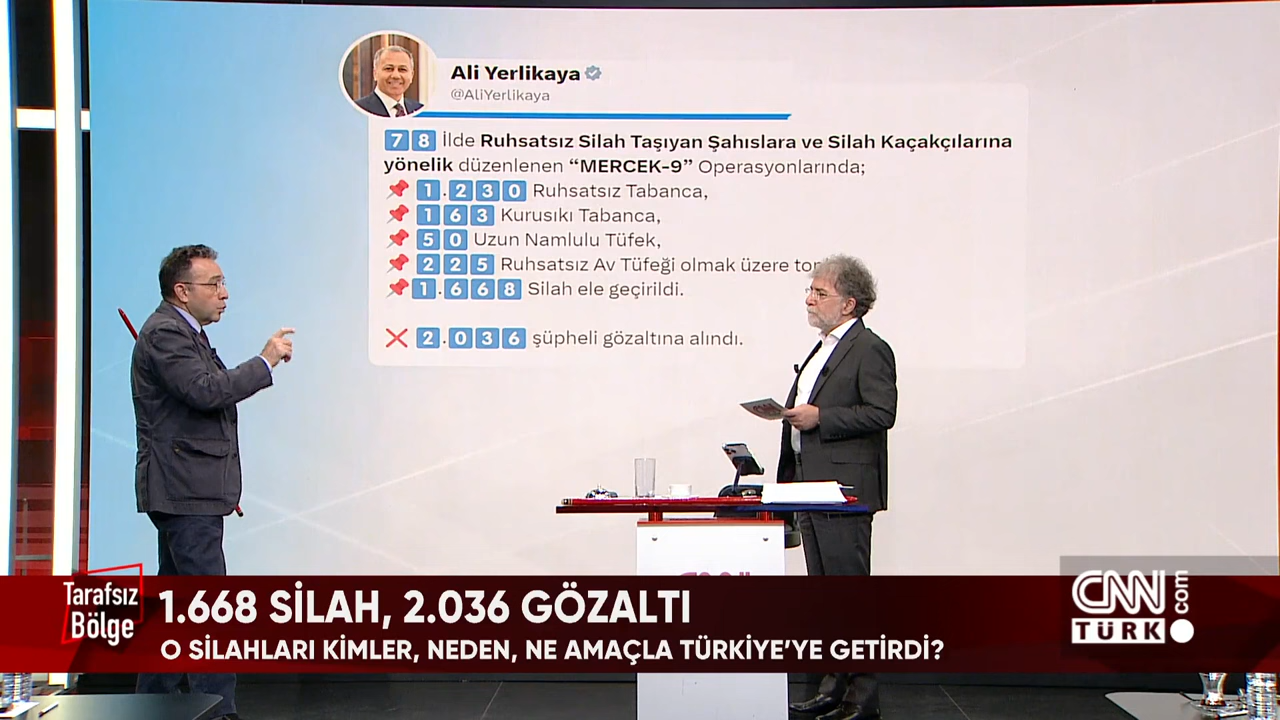 Ali Yerlikaya
@AliYerlikaya
78 İlde Ruhsatsız Silah Taşıyan Şahıslara ve Silah Kaçakçılarına
yönelik düzenlenen “MERCEK-9” Operasyonlarında;
1.230 Ruhsatsız Tabanca,
163 Kurusıkı Tabanca,
50 Uzun Namlulu Tüfek,
225 Ruhsatsız Av Tüfeği olmak üzere
1.668 Silah ele geçirildi.
2.036 şüpheli gözaltına alındı.
Tarafsız
Bölge
1.668 SİLAH, 2.036 GÖZALTI
O SİLAHLARI KİMLER, NEDEN, NE AMAÇLA TÜRKİYE'YE GETİRDİ?
CNN
TÜRK
.com